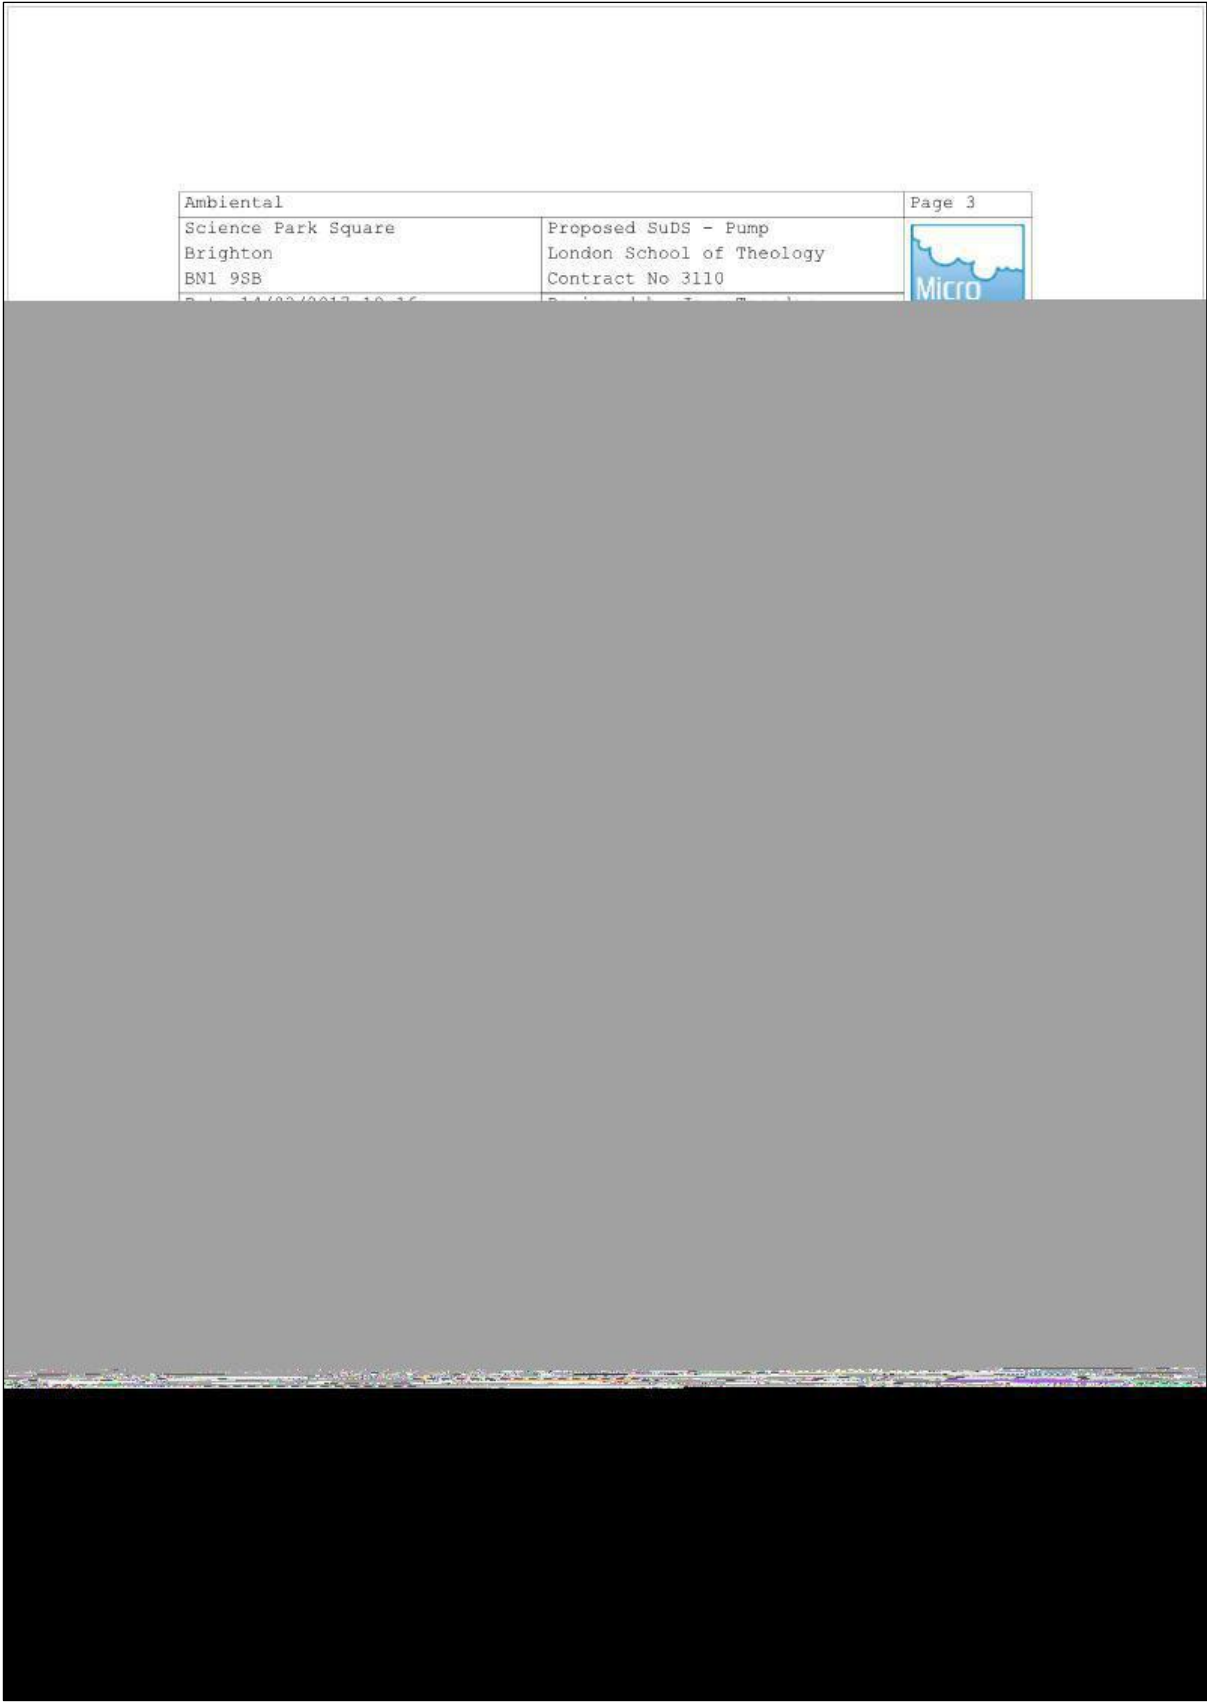 Ambiental
Page 3
Science Park Square
Brighton
BN1 9SB
Proposed SuDS - Pump
London School of Theology
Contract No 3110
Micro